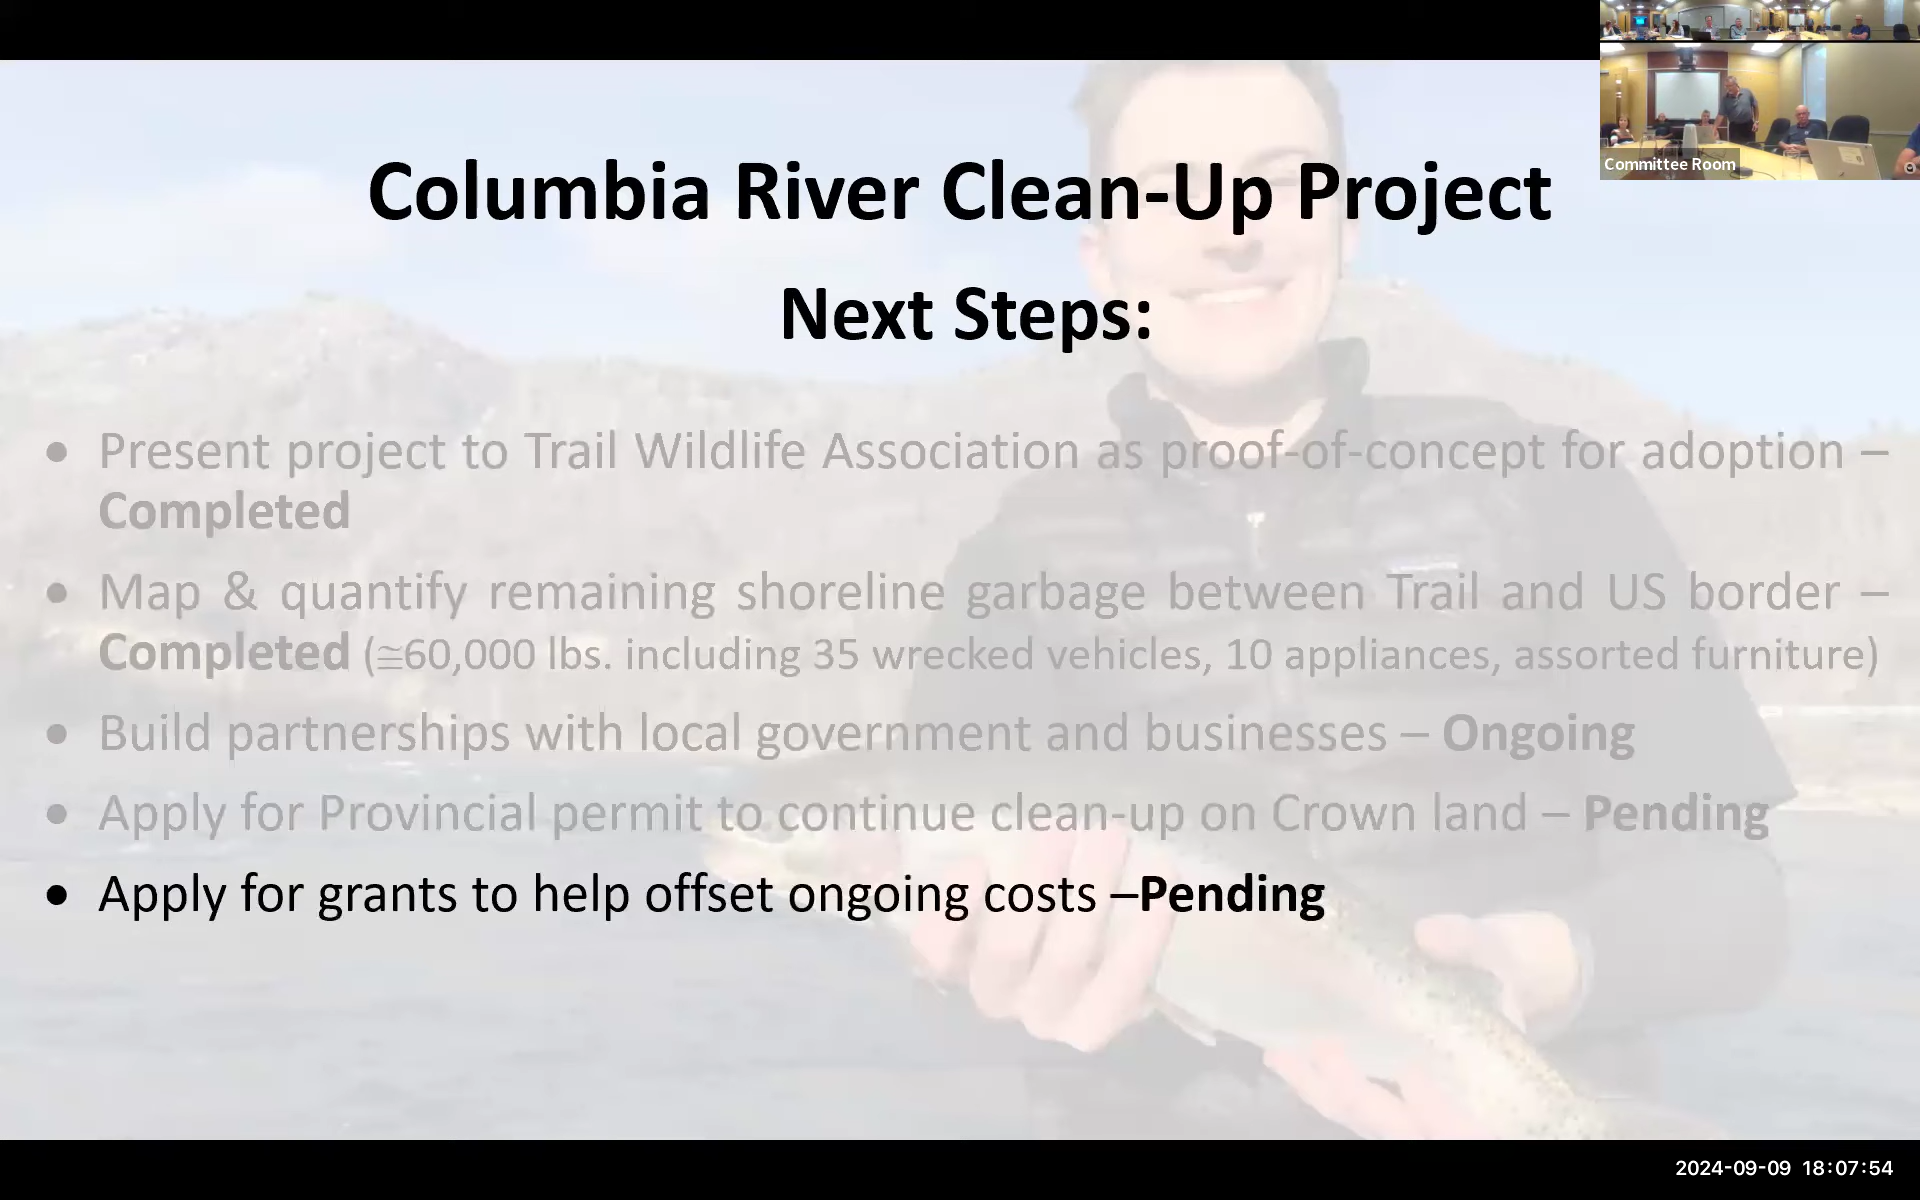 Columbia River Clean-Up Project
Committee Room
Next Steps:
• Present project to Trail Wildlife Association as proof-of-concept for adoption –
Completed
• Map & quantify remaining shoreline garbage between Trail and US border –
Completed (≅60,000 lbs. including 35 wrecked vehicles, 10 appliances, assorted furniture)
• Build partnerships with local government and businesses – Ongoing
• Apply for Provincial permit to continue clean-up on Crown land – Pending
• Apply for grants to help offset ongoing costs –Pending
2024-09-09 18:07:54